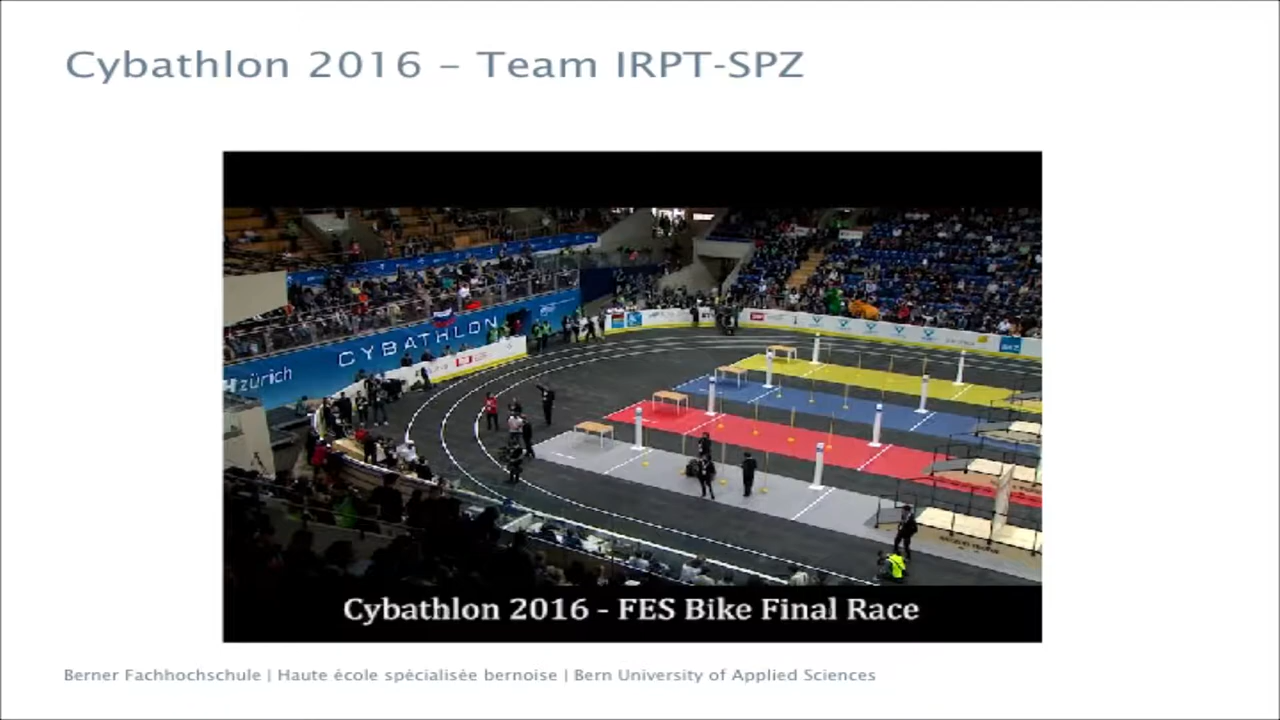 Cybathlon 2016 – Team IRPT-SPZ
CYBATHLON
zürich
Cybathlon 2016 - FES Bike Final Race
Berner Fachhochschule | Haute école spécialisée bernoise | Bern University of Applied Sciences